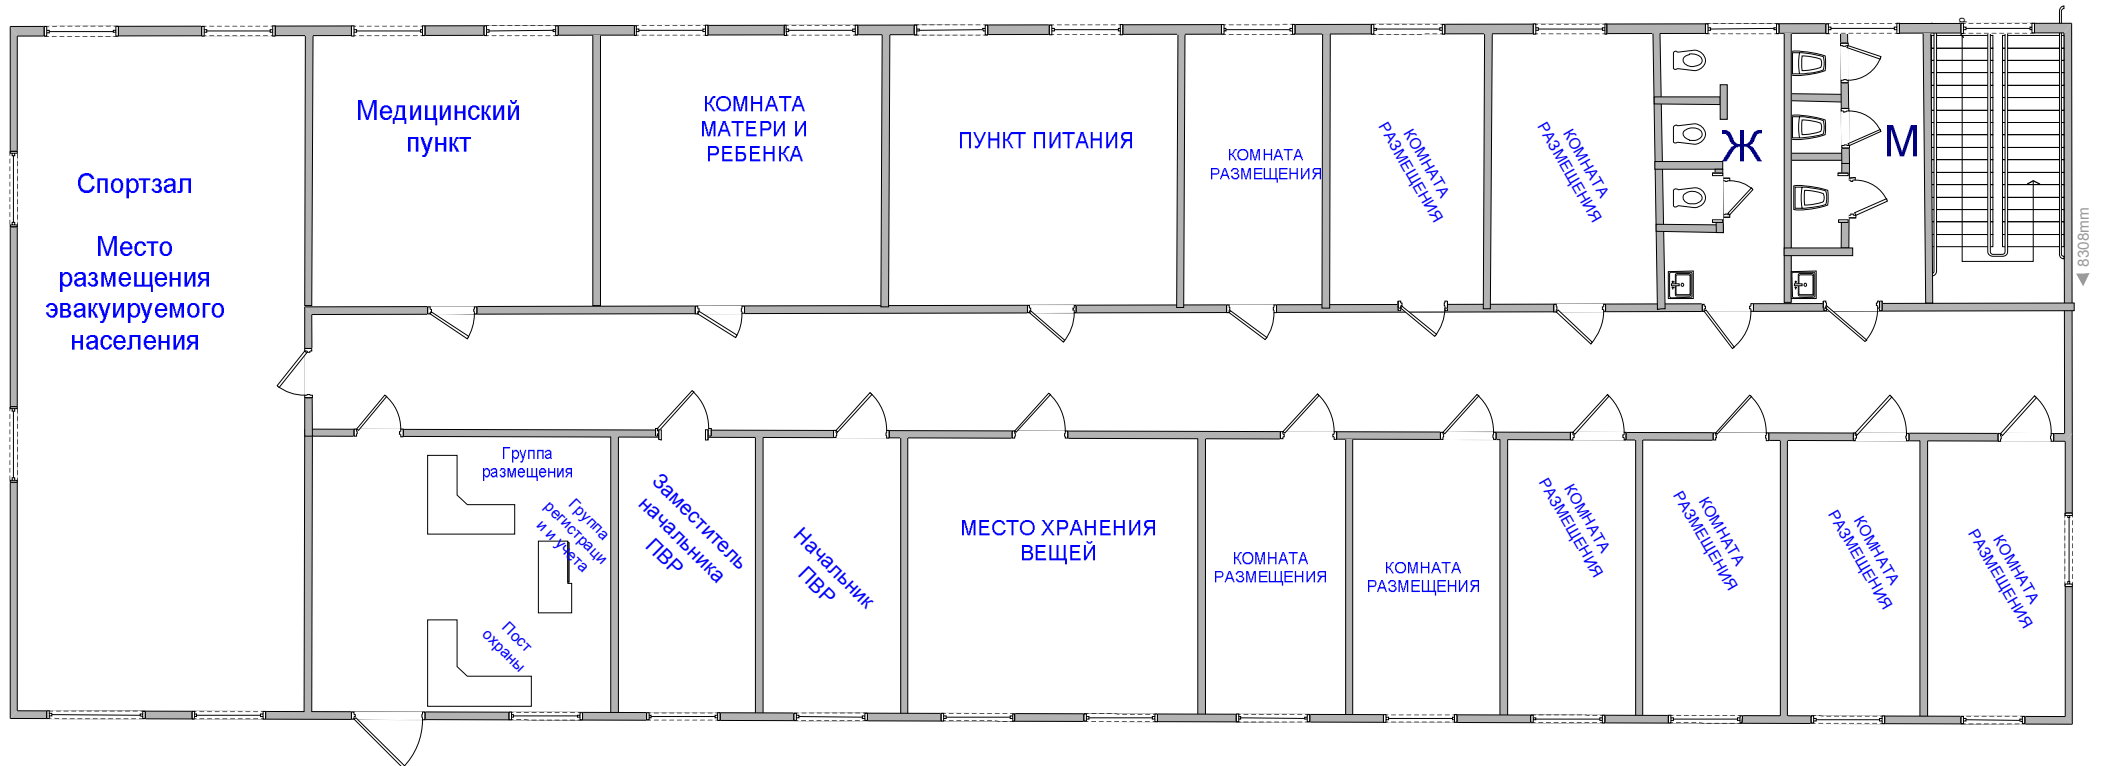 Спортзал
Место
размещения
эвакуируемого
населения
Медицинский
пункт
КОМНАТА
МАТЕРИ И
РЕБЕНКА
ПУНКТ ПИТАНИЯ
КОМНАТА
РАЗМЕЩЕНИЯ
КОМНАТА
РАЗМЕЩЕНИЯ
КОМНАТА
РАЗМЕЩЕНИЯ
Ж
М
8308mm
Группа
размещения
Группа
регистраци
и и учета
Пост
охраны
Заместитель
начальника
ПВР
Начальник
ПВР
МЕСТО ХРАНЕНИЯ
ВЕЩЕЙ
КОМНАТА
РАЗМЕЩЕНИЯ
КОМНАТА
РАЗМЕЩЕНИЯ
КОМНАТА
РАЗМЕЩЕНИЯ
КОМНАТА
РАЗМЕЩЕНИЯ
КОМНАТА
РАЗМЕЩЕНИЯ
КОМНАТА
РАЗМЕЩЕНИЯ